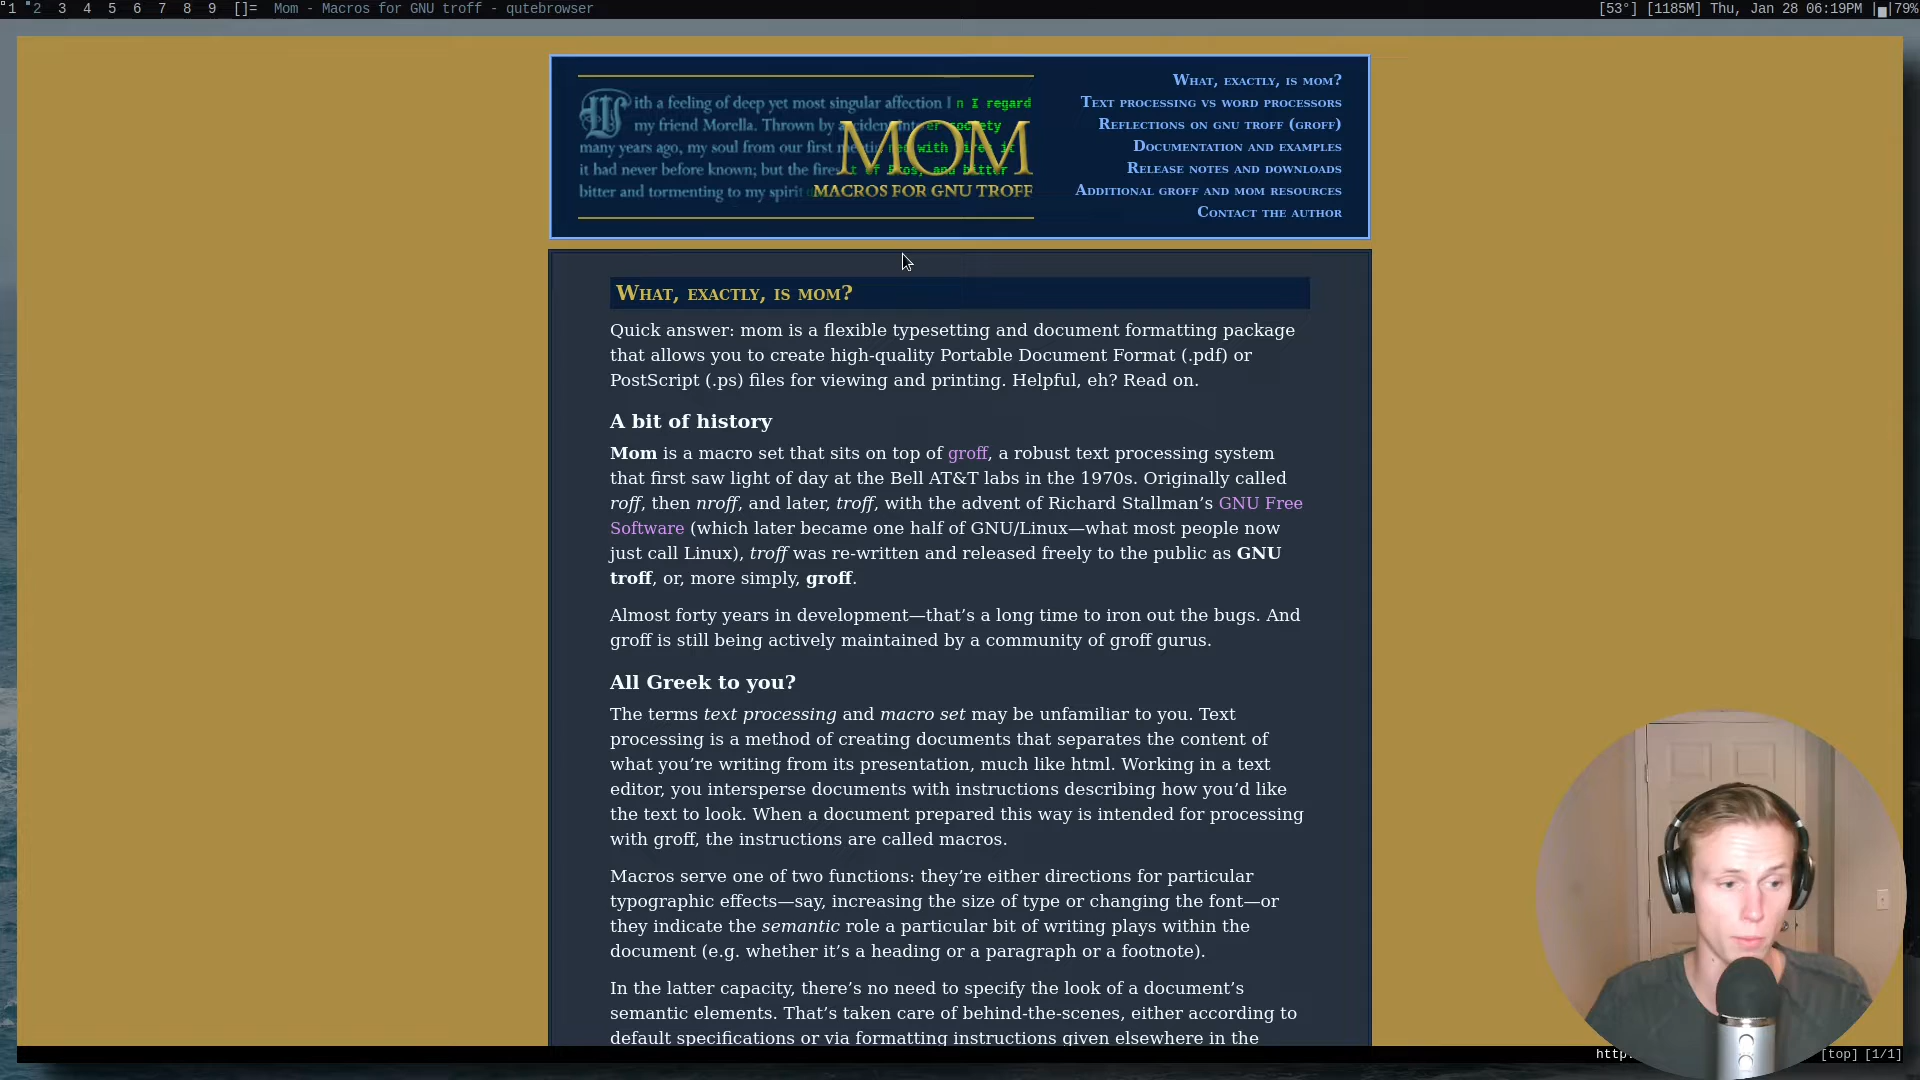 1 2 3 4 5 6 7 8 9 []= Mom - Macros for GNU troff - qutebrowser
[53°] [1185M] Thu, Jan 28 06:19PM 79%
With a feeling of deep yet most singular affection I n I regard
my friend Morella. Thrown by
many years ago, my soul from our first with
it had never before known; but the fires t of Eros, and bitter
bitter and tormenting to my spirit
MOM
MACROS FOR GNU TROFF
What, exactly, is mom?
Text processing vs word processors
Reflections on gnu troff (groff)
Documentation and examples
Release notes and downloads
Additional groff and mom resources
Contact the author
What, exactly, is mom?
Quick answer: mom is a flexible typesetting and document formatting package
that allows you to create high-quality Portable Document Format (.pdf) or
PostScript (.ps) files for viewing and printing. Helpful, eh? Read on.
A bit of history
Mom is a macro set that sits on top of groff, a robust text processing system
that first saw light of day at the Bell AT&T labs in the 1970s. Originally called
roff, then nroff, and later, troff, with the advent of Richard Stallman’s GNU Free
Software (which later became one half of GNU/Linux—what most people now
just call Linux), troff was re-written and released freely to the public as GNU
troff, or, more simply, groff.
Almost forty years in development—that’s a long time to iron out the bugs. And
groff is still being actively maintained by a community of groff gurus.
All Greek to you?
The terms text processing and macro set may be unfamiliar to you. Text
processing is a method of creating documents that separates the content of
what you’re writing from its presentation, much like html. Working in a text
editor, you intersperse documents with instructions describing how you’d like
the text to look. When a document prepared this way is intended for processing
with groff, the instructions are called macros.
Macros serve one of two functions: they’re either directions for particular
typographic effects—say, increasing the size of type or changing the font—or
they indicate the semantic role a particular bit of writing plays within the
document (e.g. whether it’s a heading or a paragraph or a footnote).
In the latter capacity, there’s no need to specify the look of a document’s
semantic elements. That’s taken care of behind-the-scenes, either according to
default specifications or via formatting instructions given elsewhere in the
[top] [1/1]